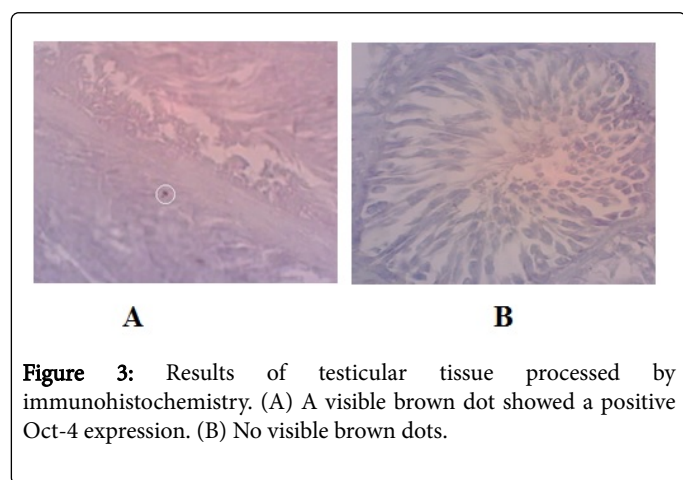 A
B
Figure 3: Results of testicular tissue processed by
immunohistochemistry. (A) A visible brown dot showed a positive
Oct-4 expression. (B) No visible brown dots.